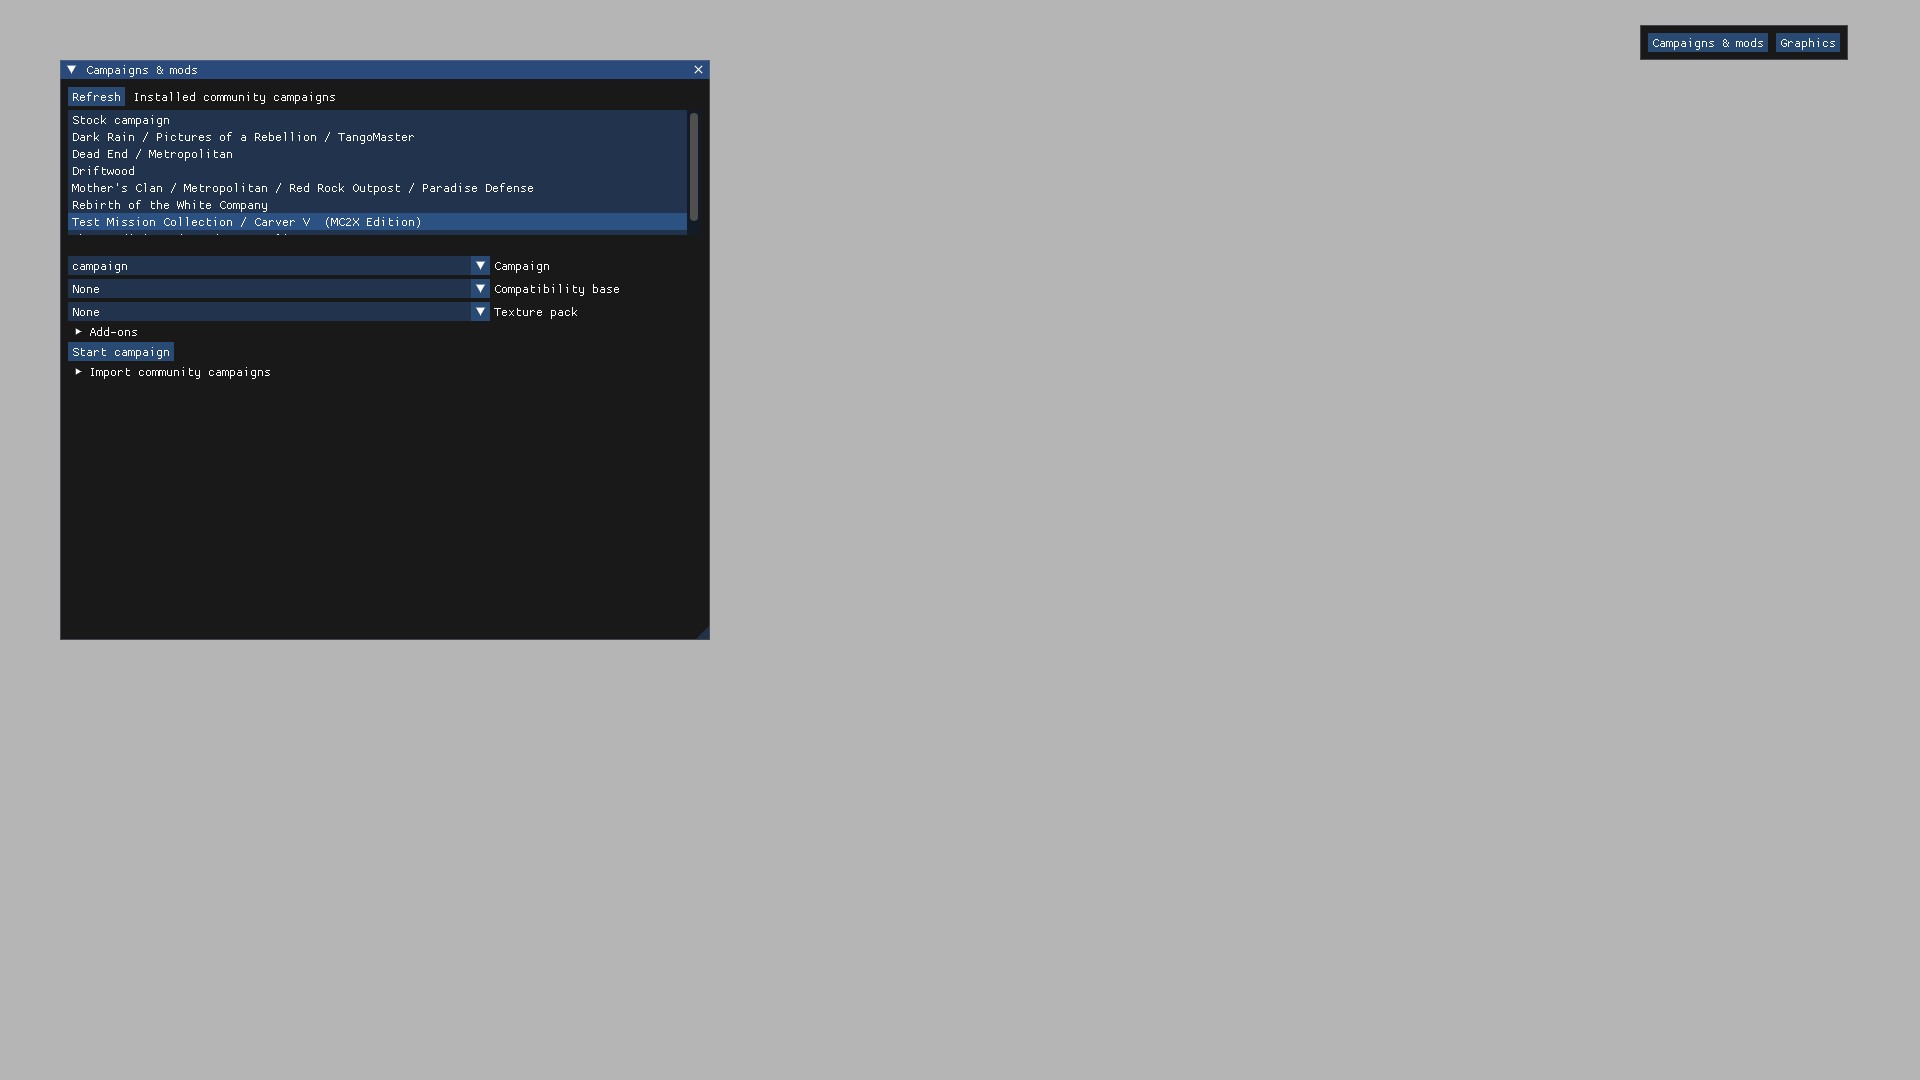 Campaigns & mods Graphics
Campaigns & mods
Refresh Installed community campaigns
Stock campaign
Dark Rain / Pictures of a Rebellion / TangoMaster
Dead End / Metropolitan
Driftwood
Mother's Clan / Metropolitan / Red Rock Outpost / Paradise Defense
Rebirth of the White Company
Test Mission Collection / Carver V  (MC2X Edition)
campaign Campaign
None Compatibility base
None Texture pack
Add-ons
Start campaign
Import community campaigns